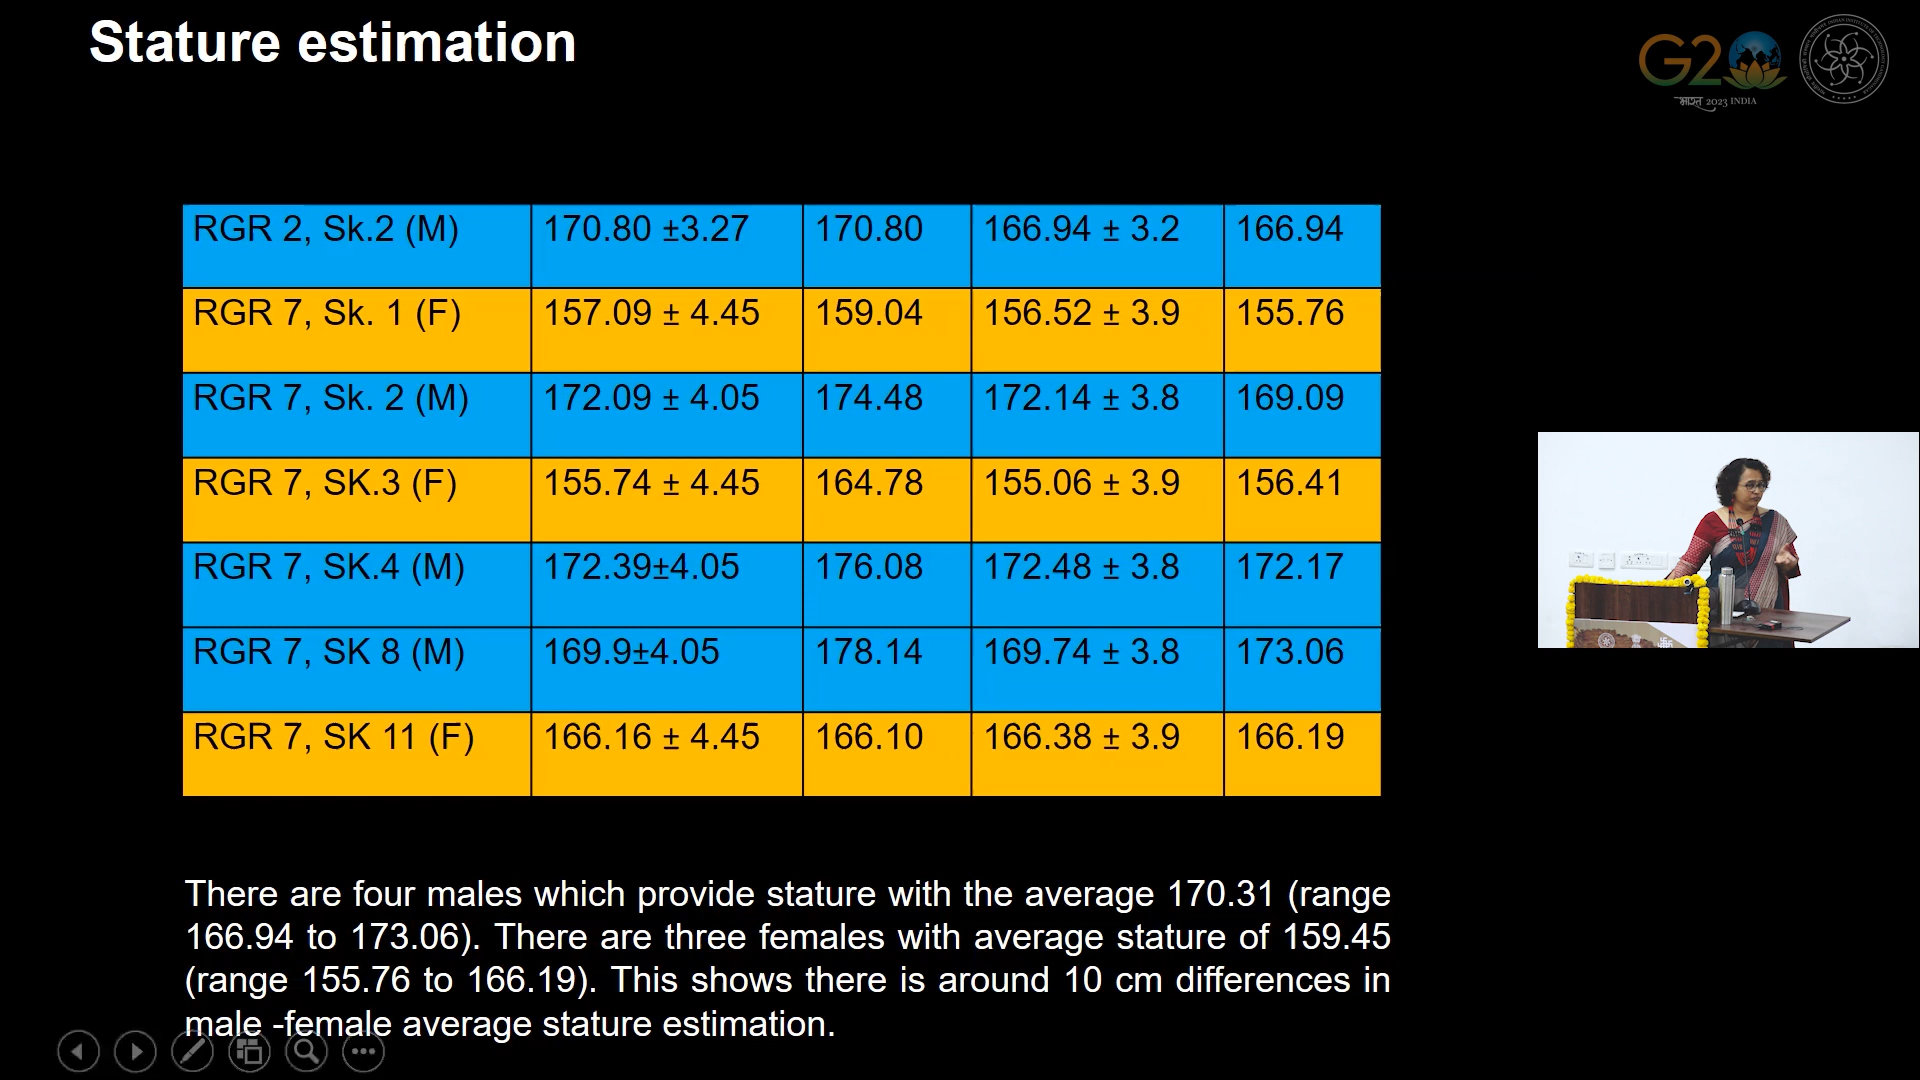 Stature estimation
G20
भारत 2023 INDIA
RGR 2, Sk.2 (M) 170.80 ±3.27 170.80 166.94 ± 3.2 166.94
RGR 7, Sk. 1 (F) 157.09 ± 4.45 159.04 156.52 ± 3.9 155.76
RGR 7, Sk. 2 (M) 172.09 ± 4.05 174.48 172.14 ± 3.8 169.09
RGR 7, SK.3 (F) 155.74 ± 4.45 164.78 155.06 ± 3.9 156.41
RGR 7, SK.4 (M) 172.39±4.05 176.08 172.48 ± 3.8 172.17
RGR 7, SK 8 (M) 169.9±4.05 178.14 169.74 ± 3.8 173.06
RGR 7, SK 11 (F) 166.16 ± 4.45 166.10 166.38 ± 3.9 166.19
There are four males which provide stature with the average 170.31 (range
166.94 to 173.06). There are three females with average stature of 159.45
(range 155.76 to 166.19). This shows there is around 10 cm differences in
male -female average stature estimation.